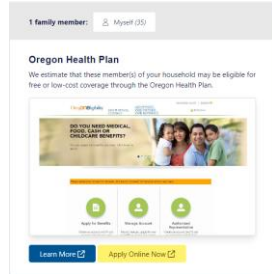 1 family member: Myself (35)
Oregon Health Plan
We estimate that these member(s) of your household may be eligible for
free or low-cost coverage through the Oregon Health Plan.
DO YOU NEED MEDICAL,
FOOD, CASH OR
CHILDCARE BENEFITS?
Apply for Benefits Manage Account Authorized
Representative
Learn More Apply Online Now